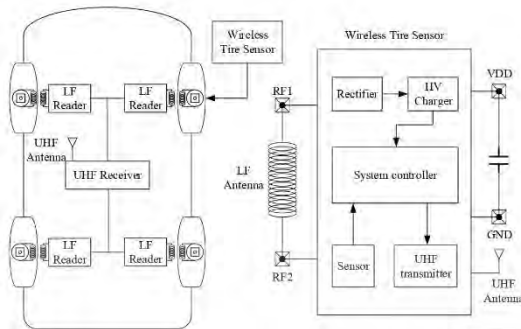 Wireless
Tire Sensor
LF
Reader
LF
Reader
UHF
Antenna
UHF Receiver
LF
Reader
LF
Reader
Wireless Tire Sensor
RF1
LF
Antenna
RF2
Rectifier
HV
Charger
System controller
Sensor
UHF
transmitter
VDD
GND
UHF
Antenna